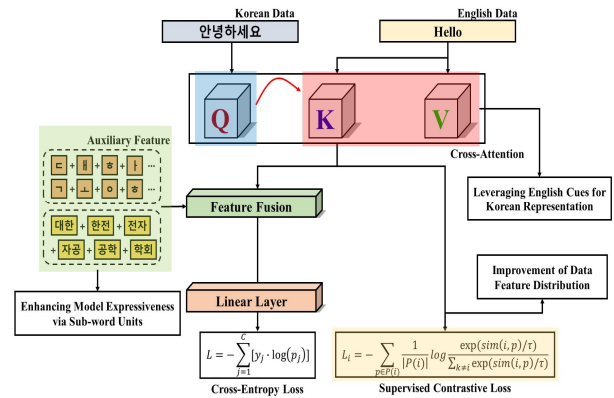 Korean Data
English Data
안녕하세요
Hello
Q
K
V
Cross-Attention
Auxiliary Feature
ㄷ + ㅐ + ㅎ + ㅏ ...
ㄱ + ㅗ + ㅇ + ㅎ ...
대한 + 한전 + 전자
+ 자공 + 공학 + 학회
Feature Fusion
Leveraging English Cues for
Korean Representation
Enhancing Model Expressiveness
via Sub-word Units
Linear Layer
Improvement of Data
Feature Distribution
L = −∑_{j=1}^{C}[y_j · log(p_j)]
Cross-Entropy Loss
L_i = −∑_{p∈P(i)} 1/|P(i)| log exp(sim(i, p)/τ)/∑_{k≠i} exp(sim(i, p)/τ)
Supervised Contrastive Loss